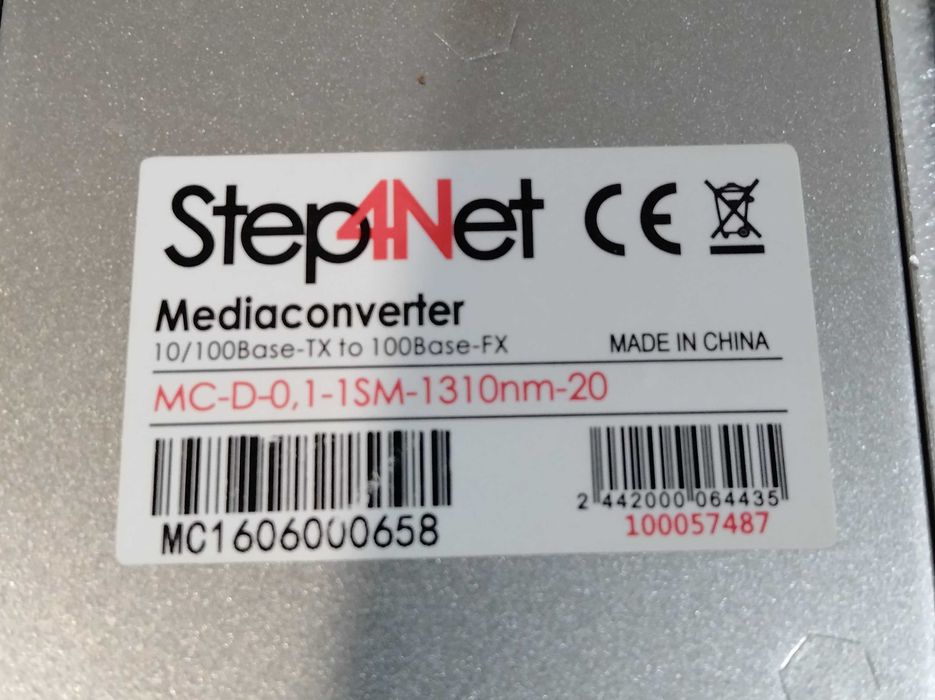 Step4Net CE
Mediaconverter
10/100Base-TX to 100Base-FX MADE IN CHINA
MC-D-0,1-1SM-1310nm-20
MC1606000658
2 442000 064435
100057487